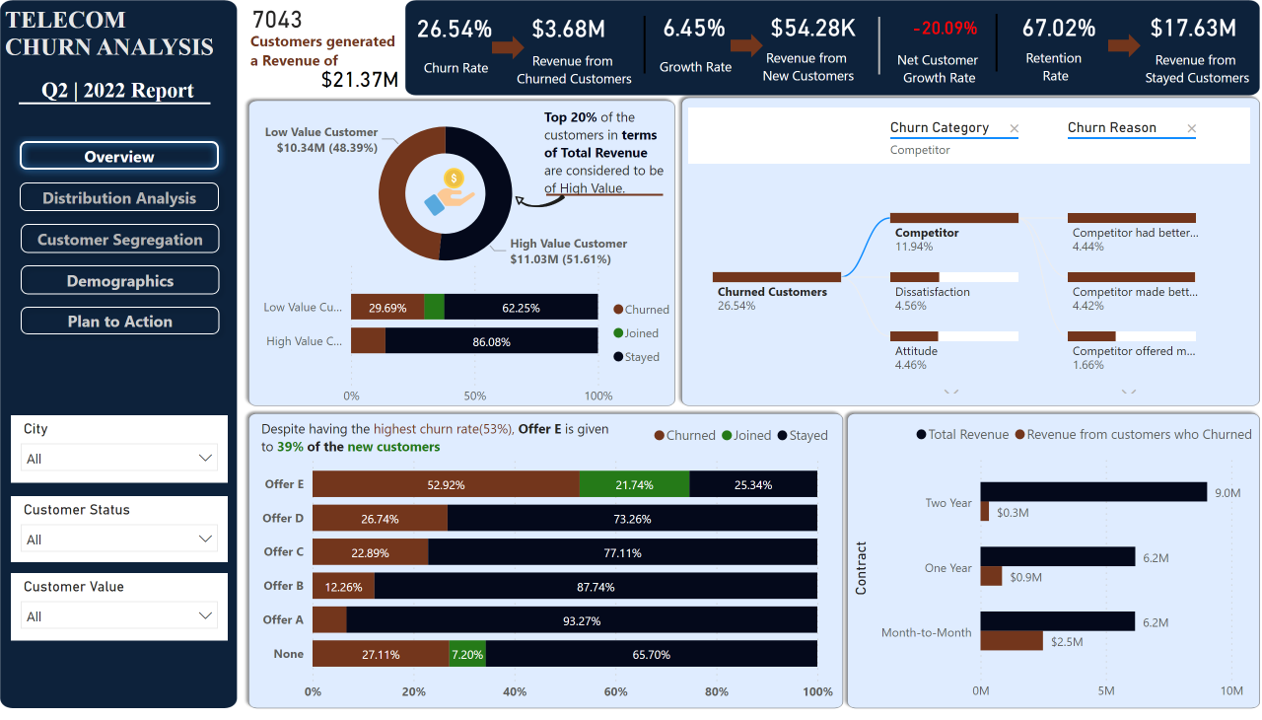 TELECOM
CHURN ANALYSIS
Q2 | 2022 Report
Overview
Distribution Analysis
Customer Segregation
Demographics
Plan to Action
City
All
Customer Status
All
Customer Value
All
7043
Customers generated
a Revenue of
$21.37M
26.54%
Churn Rate
$3.68M
Revenue from
Churned Customers
6.45%
Growth Rate
$54.28K
Revenue from
New Customers
-20.09%
Net Customer
Growth Rate
67.02%
Retention
Rate
$17.63M
Revenue from
Stayed Customers
Low Value Customer
$10.34M (48.39%)
Top 20% of the
customers in terms
of Total Revenue
are considered to be
of High Value.
$
High Value Customer
$11.03M (51.61%)
Low Value Cu...
29.69%
62.25%
High Value C...
86.08%
0%
50%
100%
Churned
Joined
Stayed
Churn Category
Competitor
Churn Reason
Churned Customers
26.54%
Competitor
11.94%
Dissatisfaction
4.56%
Attitude
4.46%
Competitor had better...
4.44%
Competitor made bett...
4.42%
Competitor offered m...
1.66%
Despite having the highest churn rate(53%), Offer E is given
to 39% of the new customers
Churned Joined Stayed
Offer E 52.92% 21.74% 25.34%
Offer D 26.74% 73.26%
Offer C 22.89% 77.11%
Offer B 12.26% 87.74%
Offer A 93.27%
None 27.11% 7.20% 65.70%
0% 20% 40% 60% 80% 100%
Total Revenue Revenue from customers who Churned
Contract
Two Year
9.0M
$0.3M
One Year
6.2M
$0.9M
Month-to-Month
6.2M
$2.5M
0M 5M 10M